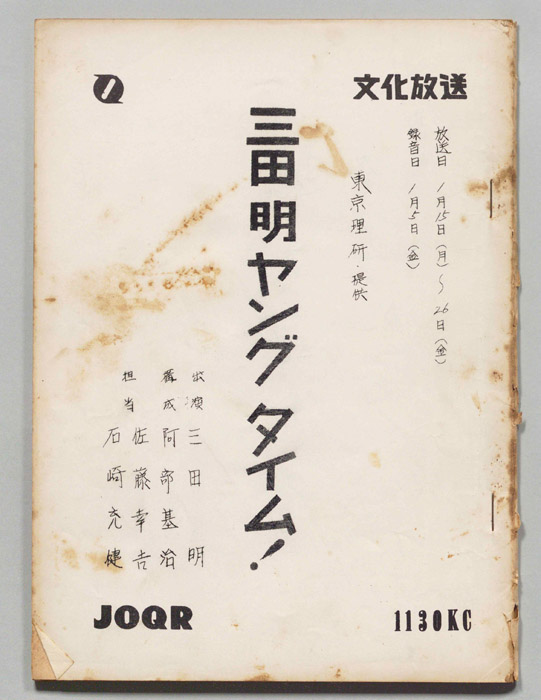 文化放送
放送日 1月15日(月)〜26日(金)
録音日 1月5日(金)
東京理研・提供
三田明ヤングタイム!
出演 三田 明
構成 阿部基治
担当 佐藤幸吉
石崎充健
JOQR
1130KC